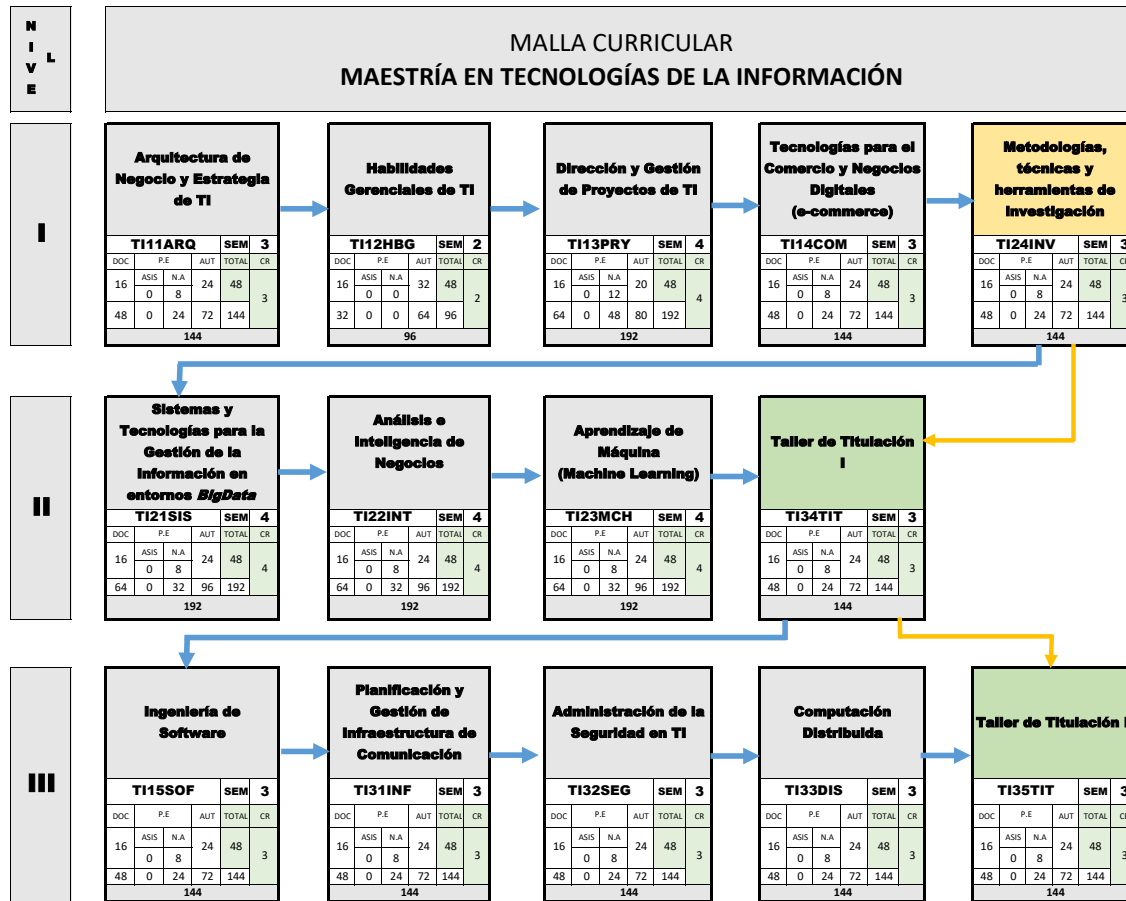 N
I
V L
E
MALLA CURRICULAR
MAESTRÍA EN TECNOLOGÍAS DE LA INFORMACIÓN
I
Arquitectura de
Negocio y Estrategia
de TI
TI11ARQ SEM 3
DOC P.E AUT TOTAL CR
16 ASIS N.A 24 48 3
0 8
48 0 24 72 144
144
Habilidades
Gerenciales de TI
TI12HBG SEM 2
DOC P.E AUT TOTAL CR
16 ASIS N.A 32 48 2
0 0
32 0 0 64 96
96
Dirección y Gestión
de Proyectos de TI
TI13PRY SEM 4
DOC P.E AUT TOTAL CR
16 ASIS N.A 20 48 4
0 12
64 0 48 80 192
192
Tecnologías para el
Comercio y Negocios
Digitales
(e-commerce)
TI14COM SEM 3
DOC P.E AUT TOTAL CR
16 ASIS N.A 24 48 3
0 8
48 0 24 72 144
144
Metodologías,
técnicas y
herramientas de
Investigación
TI24INV SEM 3
DOC P.E AUT TOTAL CR
16 ASIS N.A 24 48 3
0 8
48 0 24 72 144
144
II
Sistemas y
Tecnologías para la
Gestión de la
Información en
entornos BigData
TI21SIS SEM 4
DOC P.E AUT TOTAL CR
16 ASIS N.A 24 48 4
0 8
64 0 32 96 192
192
Análisis e
Inteligencia de
Negocios
TI22INT SEM 4
DOC P.E AUT TOTAL CR
16 ASIS N.A 24 48 4
0 8
64 0 32 96 192
192
Aprendizaje de
Máquina
(Machine Learning)
TI23MCH SEM 4
DOC P.E AUT TOTAL CR
16 ASIS N.A 24 48 4
0 8
64 0 32 96 192
192
Taller de Titulación
I
TI34TIT SEM 3
DOC P.E AUT TOTAL CR
16 ASIS N.A 24 48 3
0 8
48 0 24 72 144
144
III
Ingeniería de
Software
TI15SOF SEM 3
DOC P.E AUT TOTAL CR
16 ASIS N.A 24 48 3
0 8
48 0 24 72 144
144
Planificación y
Gestión de
Infraestructura de
Comunicación
TI31INF SEM 3
DOC P.E AUT TOTAL CR
16 ASIS N.A 24 48 3
0 8
48 0 24 72 144
144
Administración de la
Seguridad en TI
TI32SEG SEM 3
DOC P.E AUT TOTAL CR
16 ASIS N.A 24 48 3
0 8
48 0 24 72 144
144
Computación
Distribuida
TI33DIS SEM 3
DOC P.E AUT TOTAL CR
16 ASIS N.A 24 48 3
0 8
48 0 24 72 144
144
Taller de Titulación
TI35TIT SEM 3
DOC P.E AUT TOTAL CR
16 ASIS N.A 24 48 3
0 8
48 0 24 72 144
144